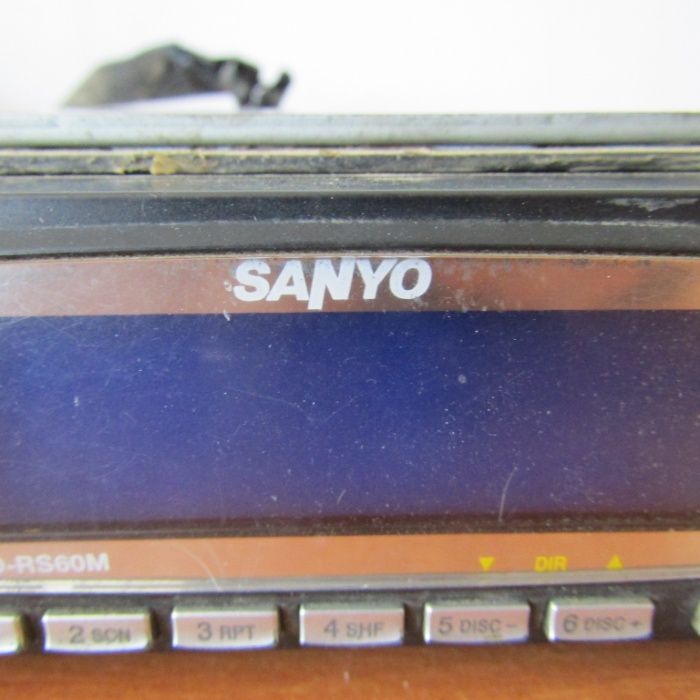 SANYO
-RS60M ▼ DIR ▲
2 SCN 3 RPT 4 SHF 5 DISC - 6 DISC +